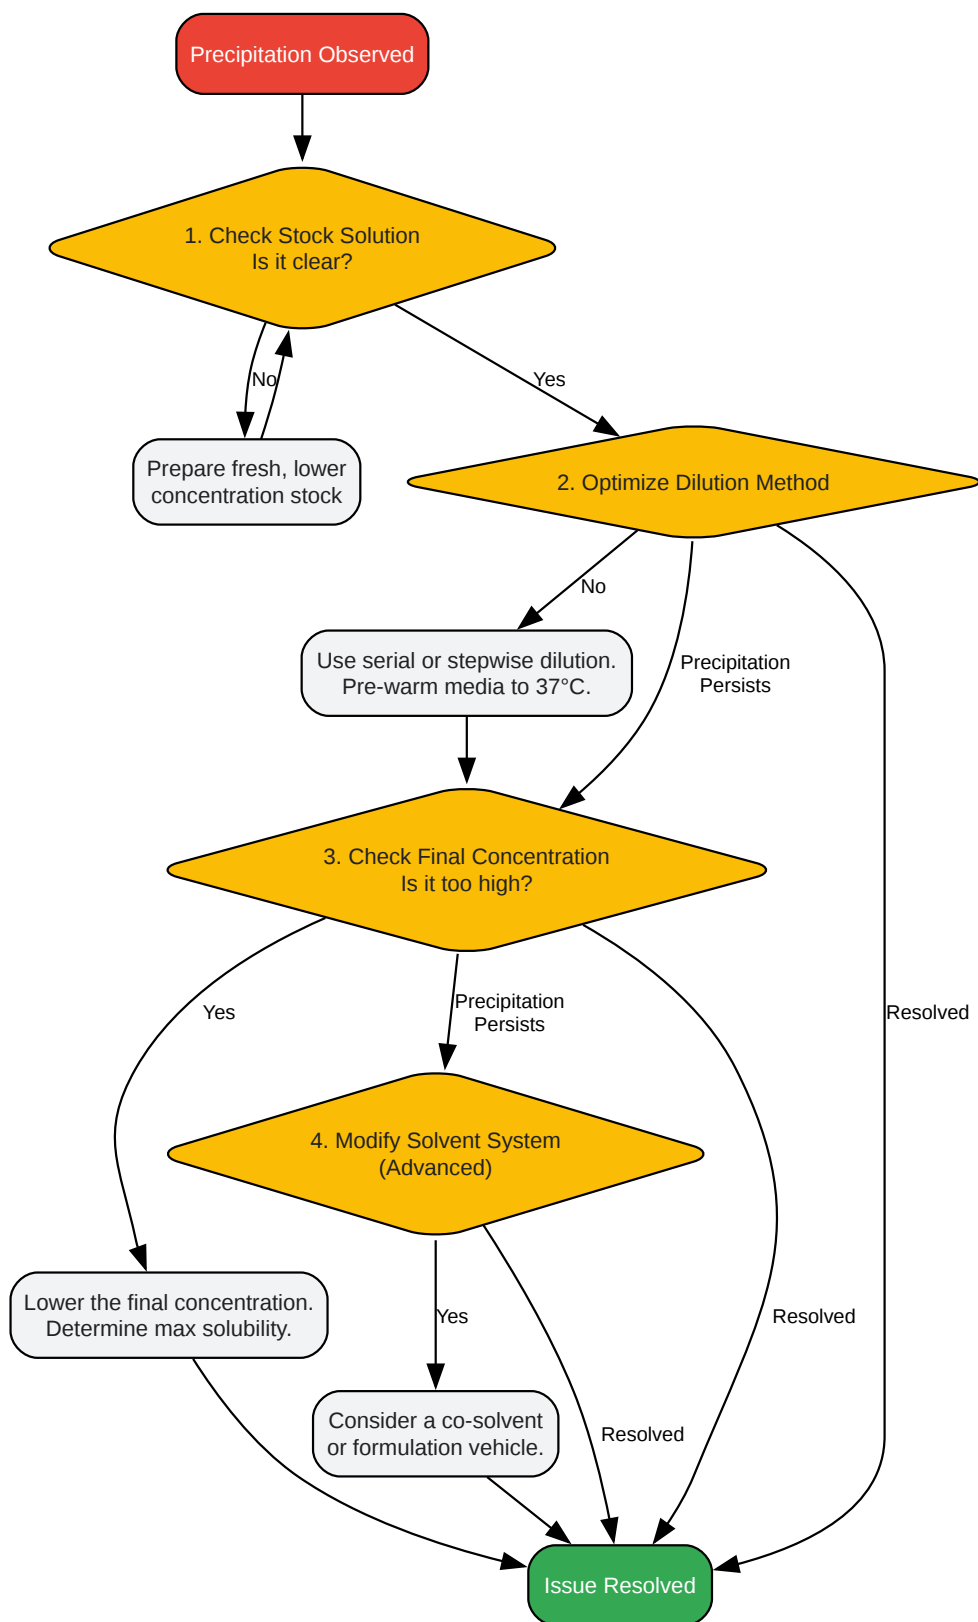 Precipitation Observed
1. Check Stock Solution
Is it clear?
No
Yes
Prepare fresh, lower
concentration stock
2. Optimize Dilution Method
No
Use serial or stepwise dilution.
Pre-warm media to 37°C.
Precipitation
Persists
3. Check Final Concentration
Is it too high?
Yes
Precipitation
Persists
Resolved
4. Modify Solvent System
(Advanced)
Lower the final concentration.
Determine max solubility.
Yes
Resolved
Consider a co-solvent
or formulation vehicle.
Resolved
Issue Resolved